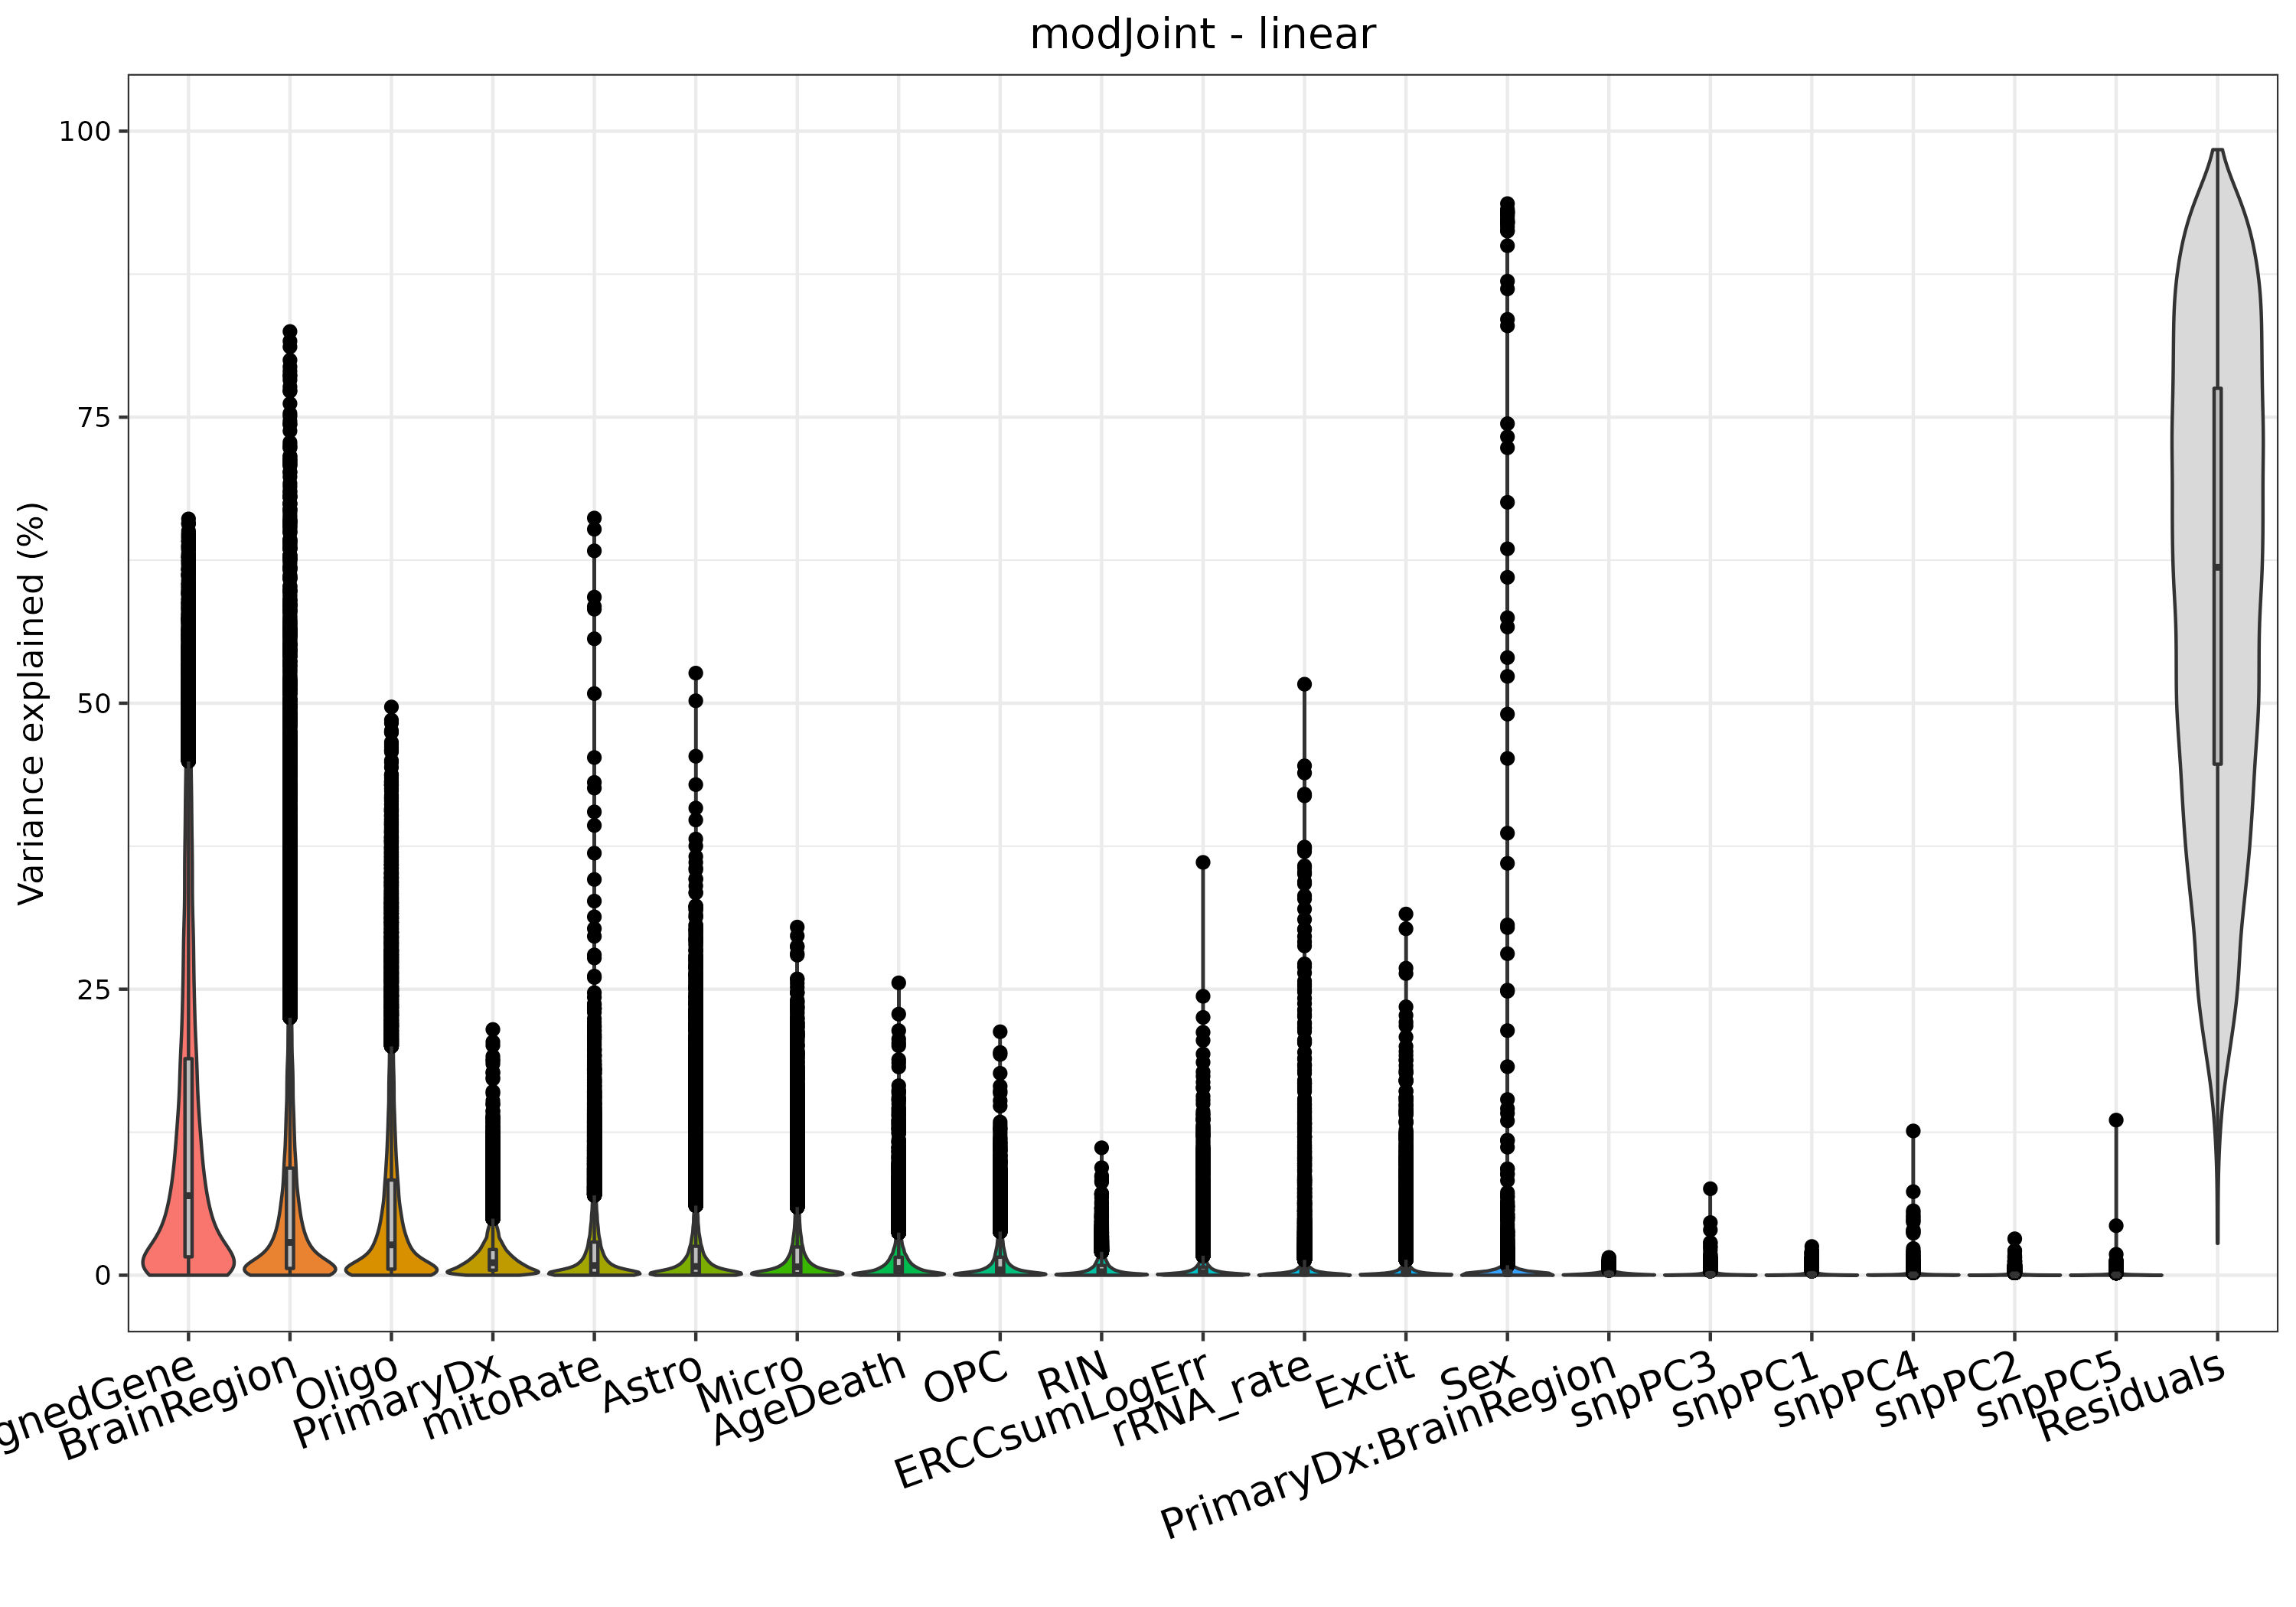 modJoint - linear
Variance explained (%)
100
75
50
25
0
gnedGene
BrainRegion
Oligo
PrimaryDx
mitoRate
Astro
Micro
AgeDeath
OPC
RIN
ERCCsumLogErr
rRNA_rate
Excit
Sex
PrimaryDx:BrainRegion
snpPC3
snpPC1
snpPC4
snpPC2
snpPC5
Residuals